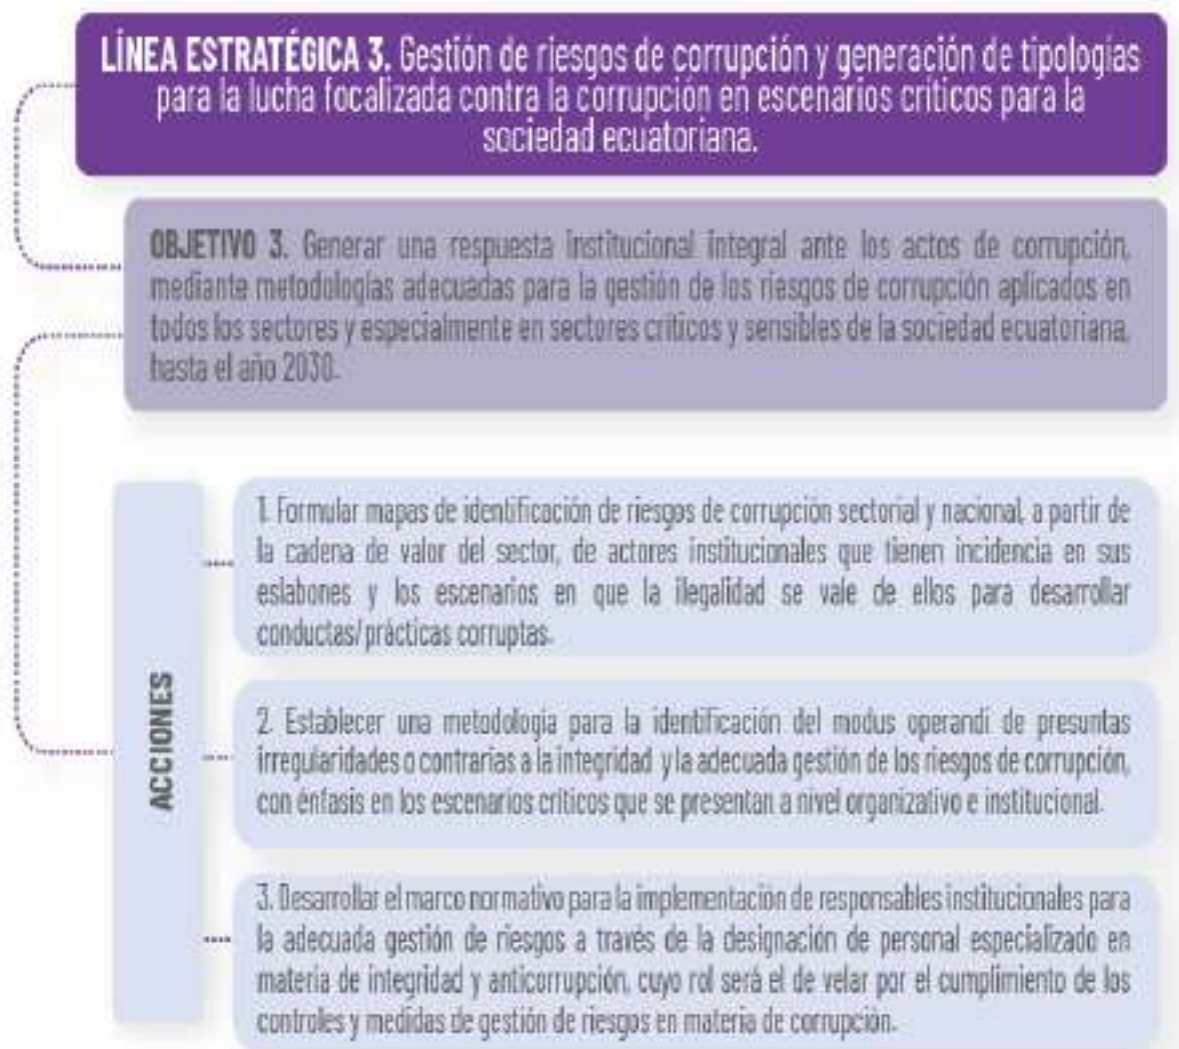 LÍNEA ESTRATÉGICA 3. Gestión de riesgos de corrupción y generación de tipologías
para la lucha focalizada contra la corrupción en escenarios críticos para la
sociedad ecuatoriana.
OBJETIVO 3. Generar una respuesta institucional integral ante los actos de corrupción,
mediante metodologías adecuadas para la gestión de los riesgos de corrupción aplicados en
todos los sectores y especialmente en sectores críticos y sensibles de la sociedad ecuatoriana,
hasta el año 2030.
ACCIONES
1. Formular mapas de identificación de riesgos de corrupción sectorial y nacional, a partir de
la cadena de valor del sector, de actores institucionales que tienen incidencia en sus
eslabones y los escenarios en que la ilegalidad se vale de ellos para desarrollar
conductas/prácticas corruptas.
2. Establecer una metodología para la identificación del modus operandi de presuntas
irregularidades o contrarias a la integridad y la adecuada gestión de los riesgos de corrupción,
con énfasis en los escenarios críticos que se presentan a nivel organizativo e institucional.
3. Desarrollar el marco normativo para la implementación de responsables institucionales para
la adecuada gestión de riesgos a través de la designación de personal especializado en
materia de integridad y anticorrupción, cuyo rol será el de velar por el cumplimiento de los
controles y medidas de gestión de riesgos en materia de corrupción.